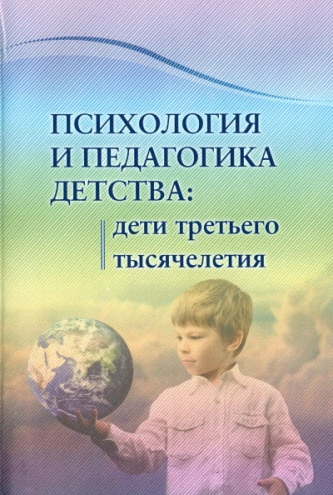 ПСИХОЛОГИЯ
И ПЕДАГОГИКА
ДЕТСТВА:
дети третьего
тысячелетия